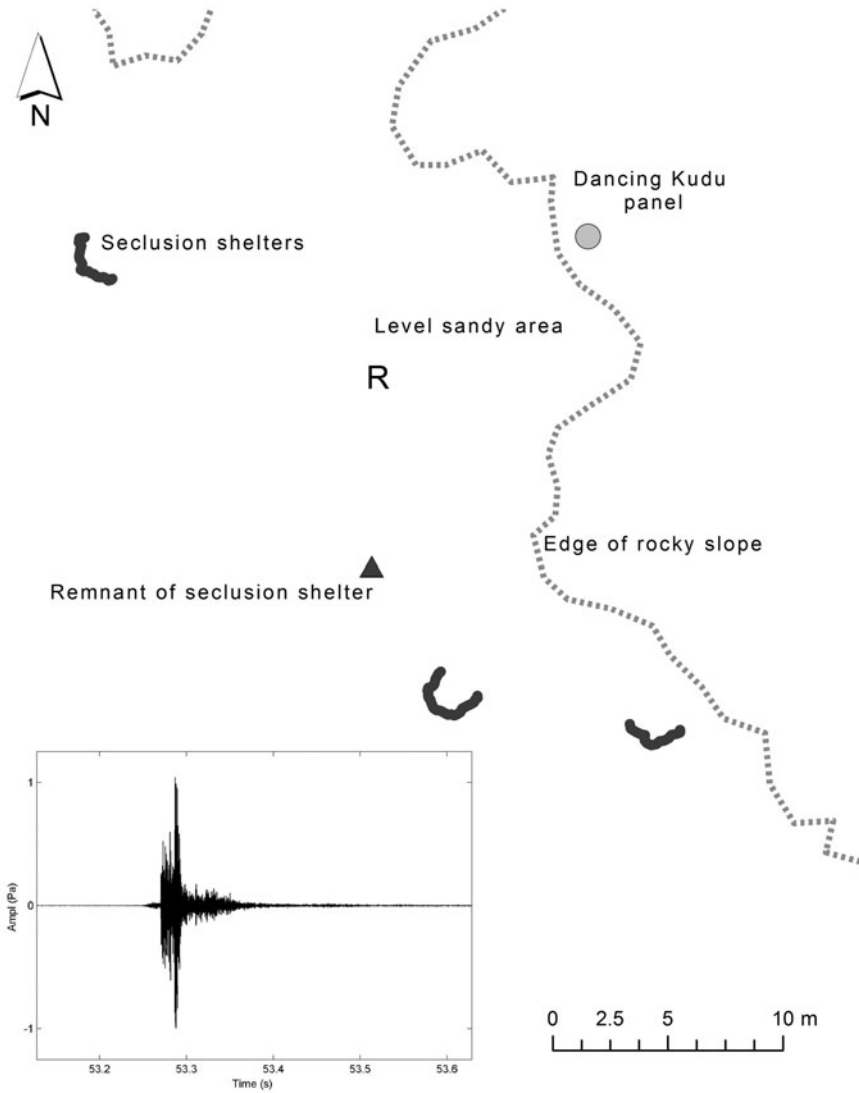 N
Dancing Kudu
panel
Seclusion shelters
Level sandy area
R
Edge of rocky slope
Remnant of seclusion shelter
1
0
-1
Ampl (Pa)
53.2 53.3 53.4 53.5 53.6
Time (s)
0 2.5 5 10 m